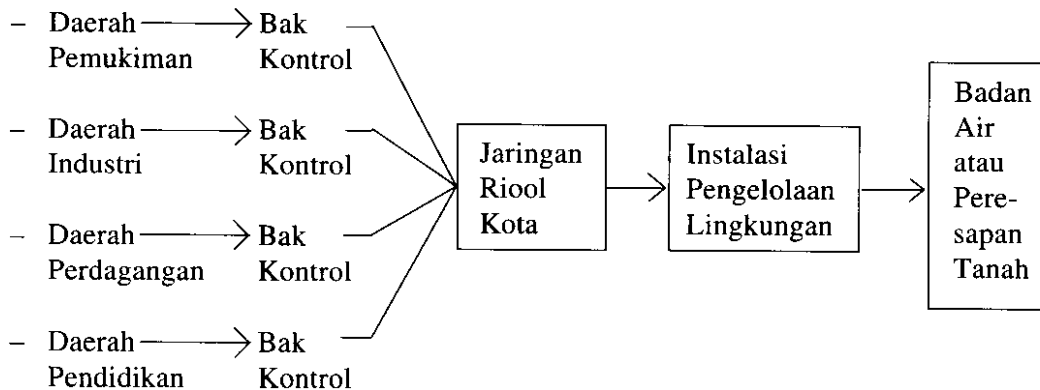 – Daerah Bak
Pemukiman Kontrol
– Daerah Bak
Industri Kontrol
– Daerah Bak
Perdagangan Kontrol
– Daerah Bak
Pendidikan Kontrol
Jaringan
Riool
Kota
Instalasi
Pengelolaan
Lingkungan
Badan
Air
atau
Pere-
sapan
Tanah